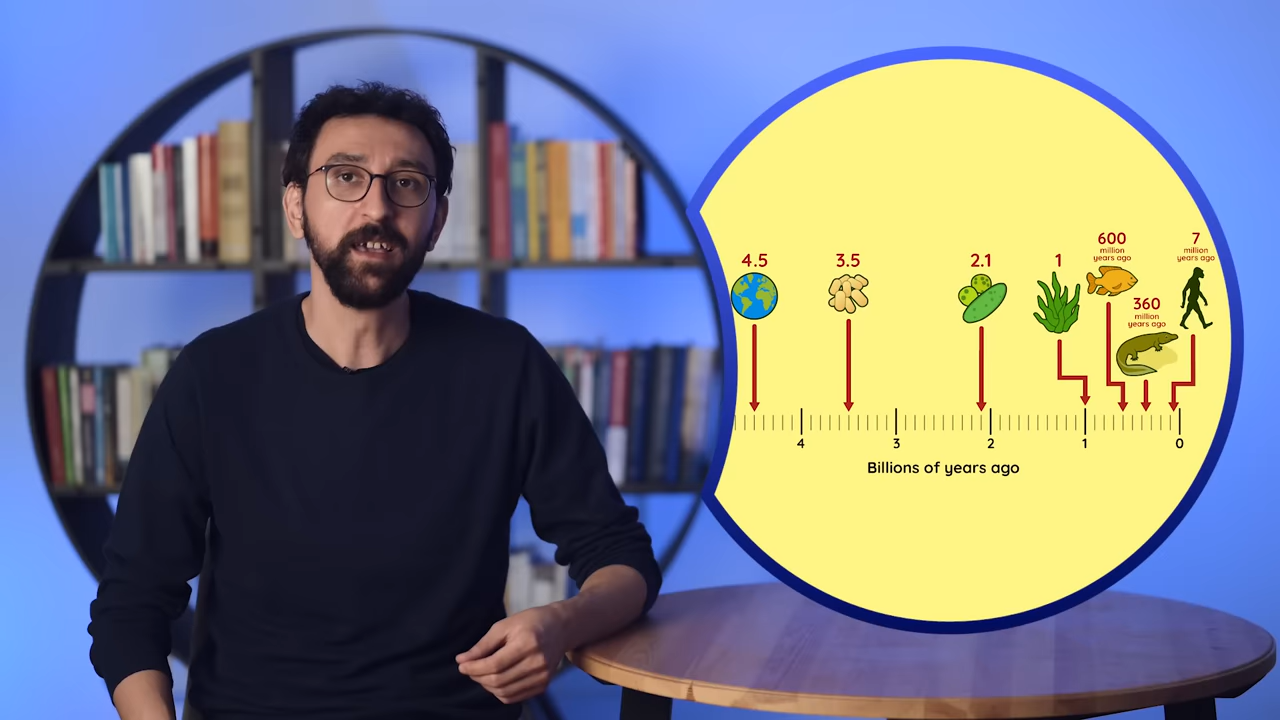 4.5
3.5
2.1
1
600
million
years ago
360
million
years ago
7
million
years ago
4
3
2
1
0
Billions of years ago